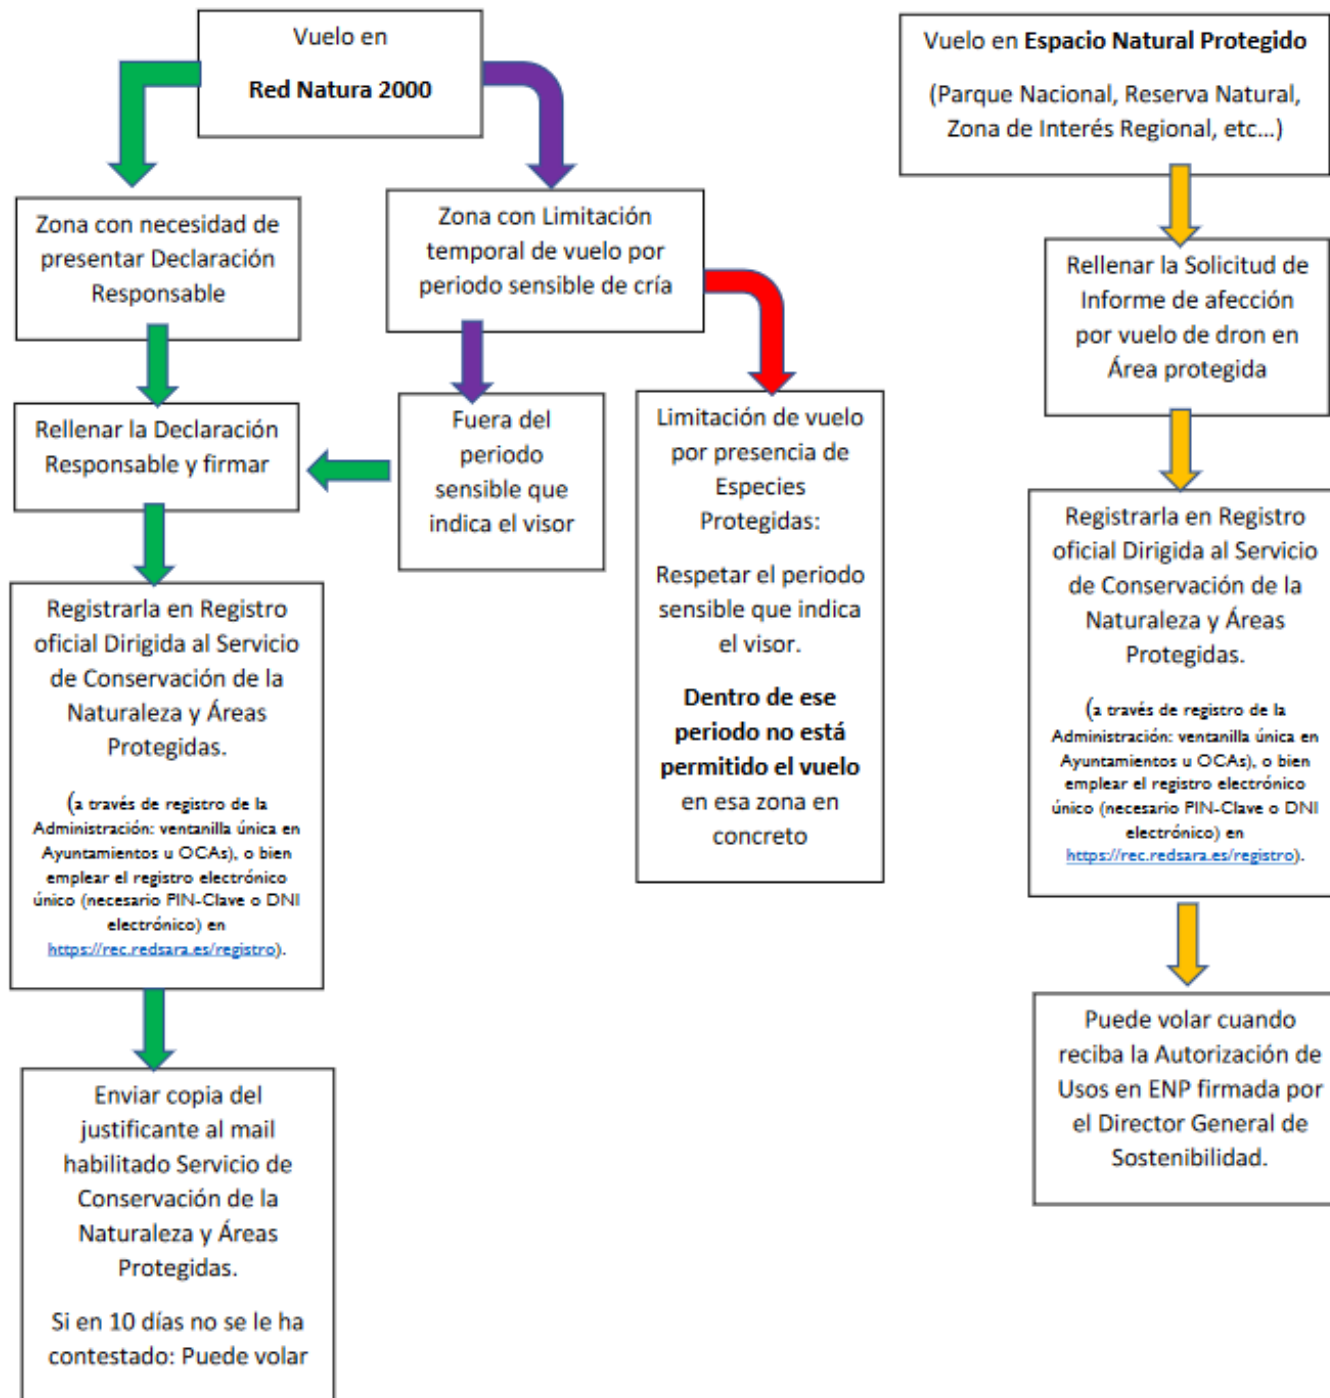 Vuelo en
Red Natura 2000
Zona con necesidad de
presentar Declaración
Responsable
Zona con Limitación
temporal de vuelo por
periodo sensible de cría
Rellenar la Declaración
Responsable y firmar
Fuera del
periodo
sensible que
indica el visor
Limitación de vuelo
por presencia de
Especies
Protegidas:
Respetar el periodo
sensible que indica
el visor.
Dentro de ese
periodo no está
permitido el vuelo
en esa zona en
concreto
Registrarla en Registro
oficial Dirigida al Servicio
de Conservación de la
Naturaleza y Áreas
Protegidas.
(a través de registro de la
Administración: ventanilla única en
Ayuntamientos u OCAs), o bien
emplear el registro electrónico
único (necesario PIN-Clave o DNI
electrónico) en
https://rec.redsara.es/registro).
Enviar copia del
justificante al mail
habilitado Servicio de
Conservación de la
Naturaleza y Áreas
Protegidas.
Si en 10 días no se le ha
contestado: Puede volar
Vuelo en Espacio Natural Protegido
(Parque Nacional, Reserva Natural,
Zona de Interés Regional, etc...)
Rellenar la Solicitud de
Informe de afección
por vuelo de dron en
Área protegida
Registrarla en Registro
oficial Dirigida al Servicio
de Conservación de la
Naturaleza y Áreas
Protegidas.
(a través de registro de la
Administración: ventanilla única en
Ayuntamientos u OCAs), o bien
emplear el registro electrónico
único (necesario PIN-Clave o DNI
electrónico) en
https://rec.redsara.es/registro).
Puede volar cuando
reciba la Autorización de
Usos en ENP firmada por
el Director General de
Sostenibilidad.